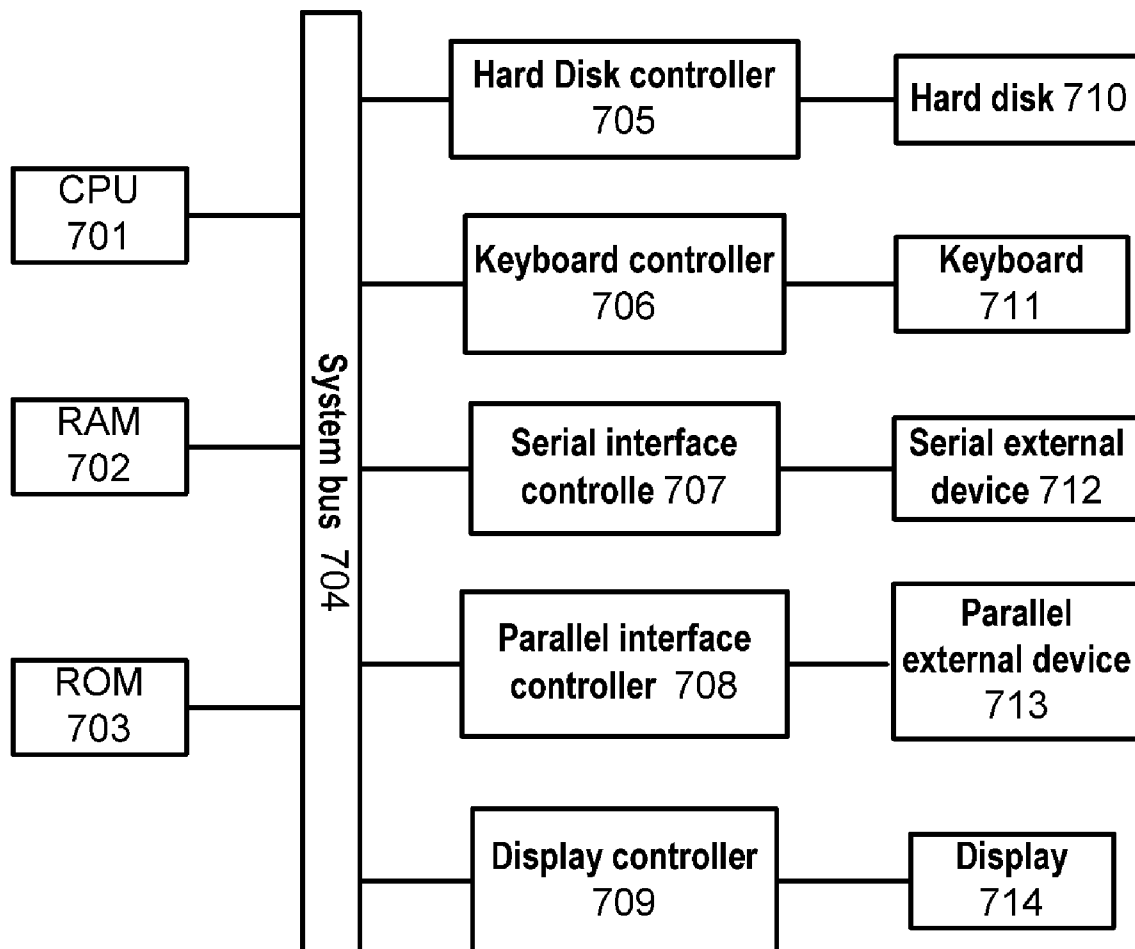 CPU
701
RAM
702
ROM
703
System bus 704
Hard Disk controller
705
Hard disk 710
Keyboard controller
706
Keyboard
711
Serial interface
controlle 707
Serial external
device 712
Parallel interface
controller 708
Parallel
external device
713
Display controller
709
Display
714